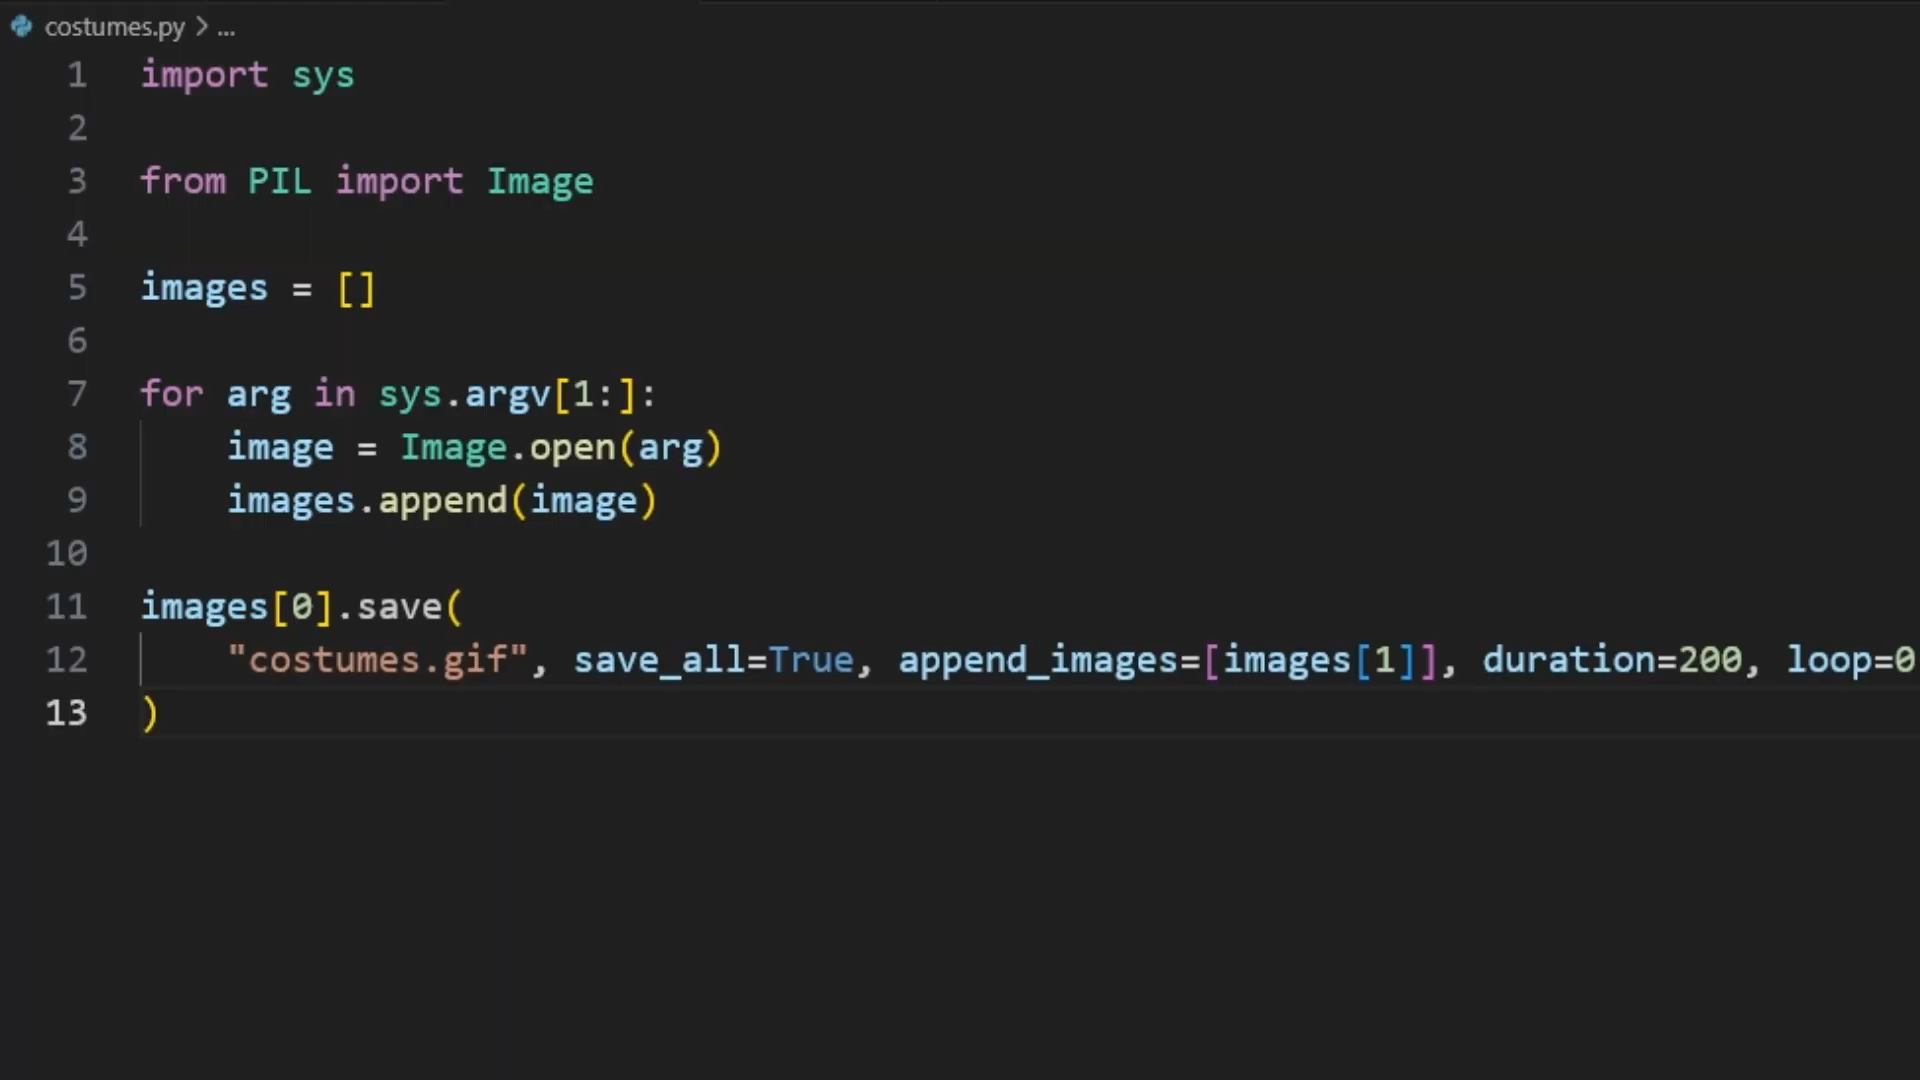 costumes.py > ...
1 import sys
2
3 from PIL import Image
4
5 images = []
6
7 for arg in sys.argv[1:]:
8     image = Image.open(arg)
9     images.append(image)
10
11 images[0].save(
12     "costumes.gif", save_all=True, append_images=[images[1]], duration=200, loop=0
13 )